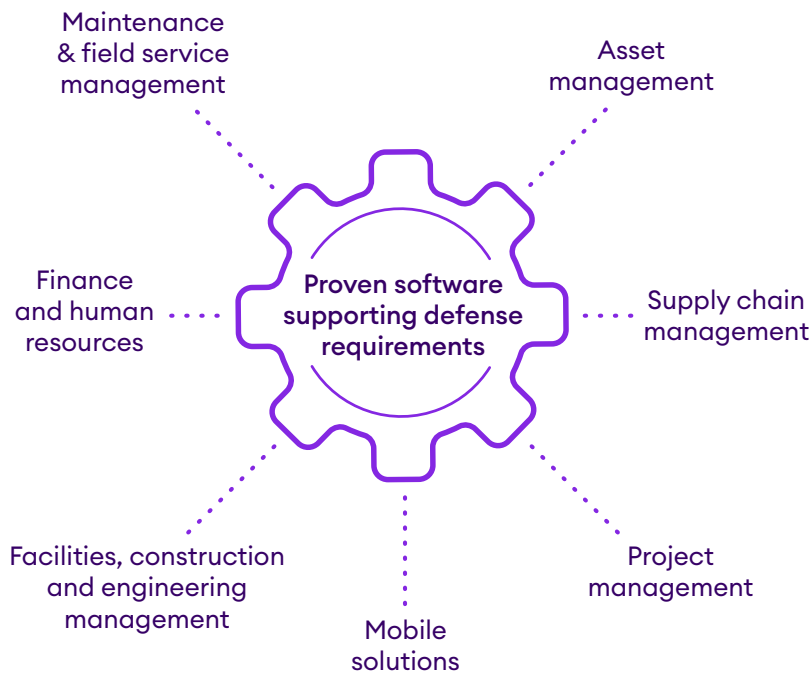 Maintenance
& field service
management
Asset
management
Finance
and human
resources
Proven software
supporting defense
requirements
Supply chain
management
Facilities, construction
and engineering
management
Mobile
solutions
Project
management